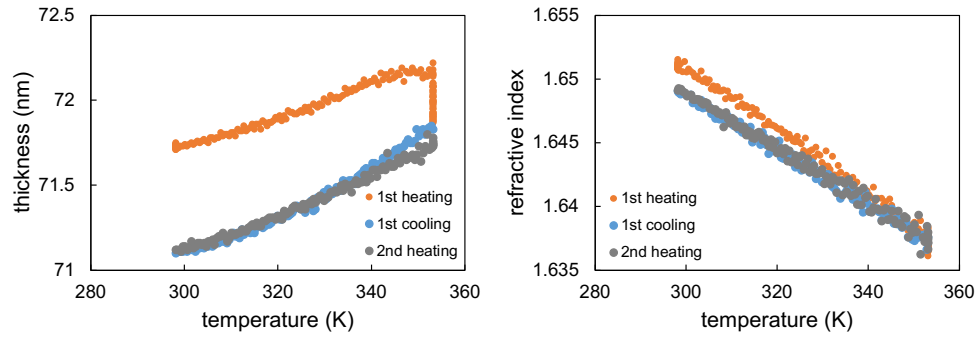 72.5
72
71.5
71
thickness (nm)
1st heating
1st cooling
2nd heating
280
300
320
340
360
temperature (K)
1.655
1.65
1.645
1.64
1.635
refractive index
1st heating
1st cooling
2nd heating
280
300
320
340
360
temperature (K)